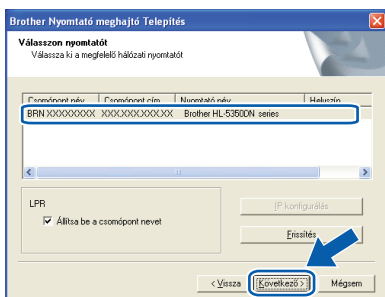 Brother Nyomtató meghajtó Telepítés
Válasszon nyomtatót
Válassza ki a megfelelő hálózati nyomtatót
Csomópont név Csomópont cím Nyomtató név Helyszín
BRN XXXXXXXX XXX.XXX.XXX.XX Brother HL-5350DN series
LPR
Állítsa be a csomópont nevet
IP konfigurálás
Frissítés
< Vissza Következő > Mégsem